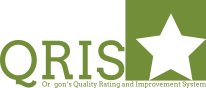 QRIS
Or gon's Quality Rating and Improvement System